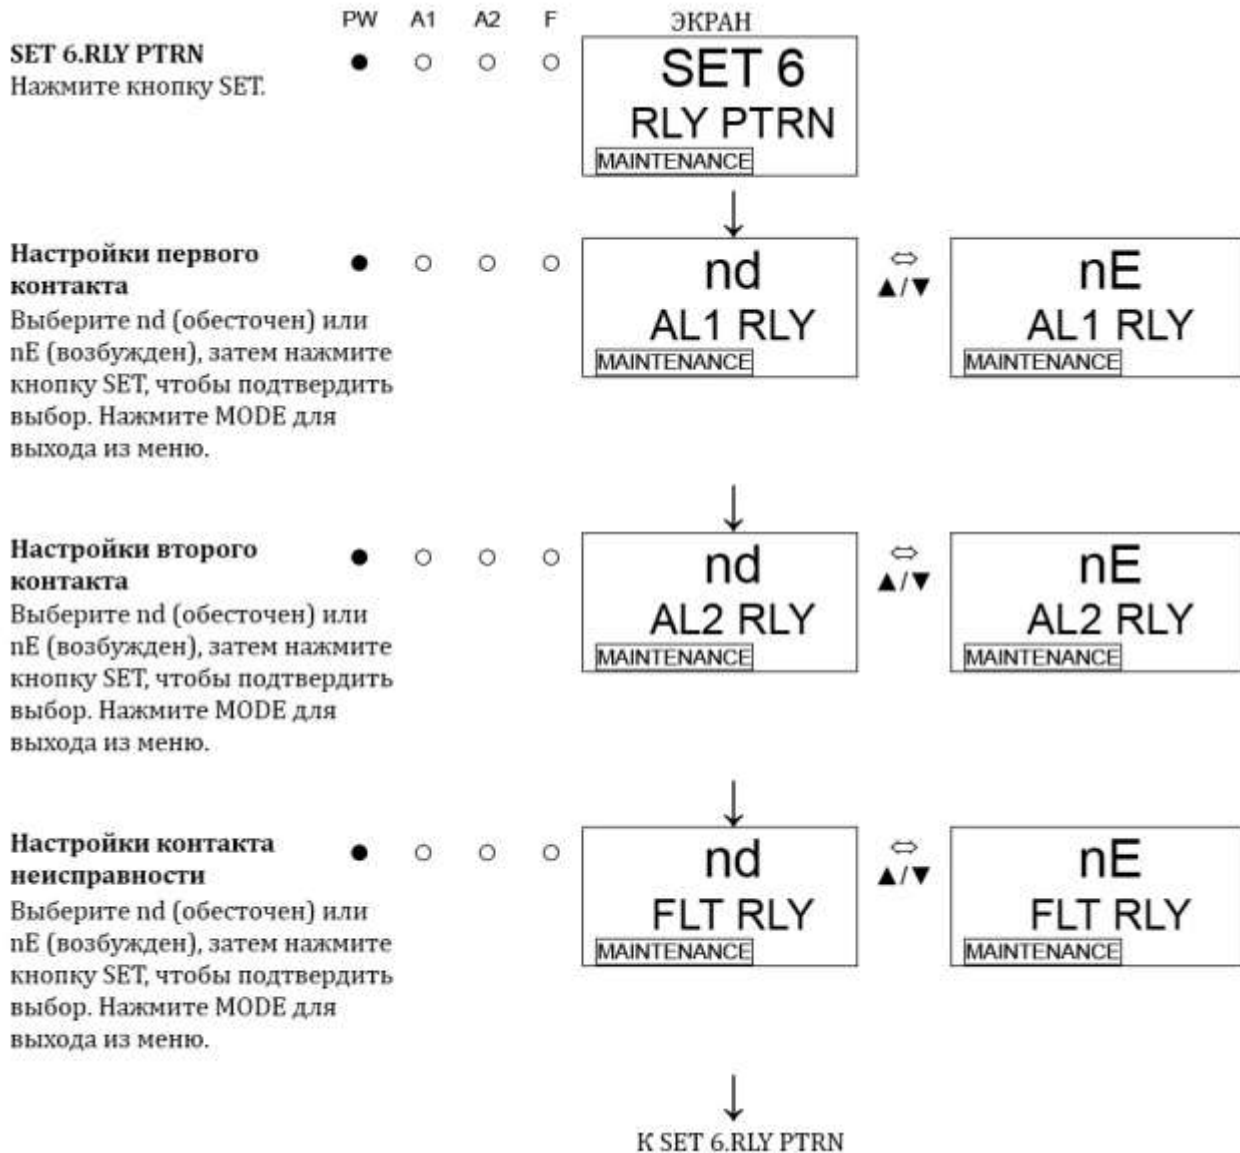 PW A1 A2 F ЭКРАН
SET 6.RLY PTRN
Нажмите кнопку SET.
SET 6
RLY PTRN
MAINTENANCE
Настройки первого
контакта
Выберите nd (обесточен) или
nE (возбужден), затем нажмите
кнопку SET, чтобы подтвердить
выбор. Нажмите MODE для
выхода из меню.
nd
AL1 RLY
MAINTENANCE
▲/▼
nE
AL1 RLY
MAINTENANCE
Настройки второго
контакта
Выберите nd (обесточен) или
nE (возбужден), затем нажмите
кнопку SET, чтобы подтвердить
выбор. Нажмите MODE для
выхода из меню.
nd
AL2 RLY
MAINTENANCE
▲/▼
nE
AL2 RLY
MAINTENANCE
Настройки контакта
неисправности
Выберите nd (обесточен) или
nE (возбужден), затем нажмите
кнопку SET, чтобы подтвердить
выбор. Нажмите MODE для
выхода из меню.
nd
FLT RLY
MAINTENANCE
▲/▼
nE
FLT RLY
MAINTENANCE
К SET 6.RLY PTRN